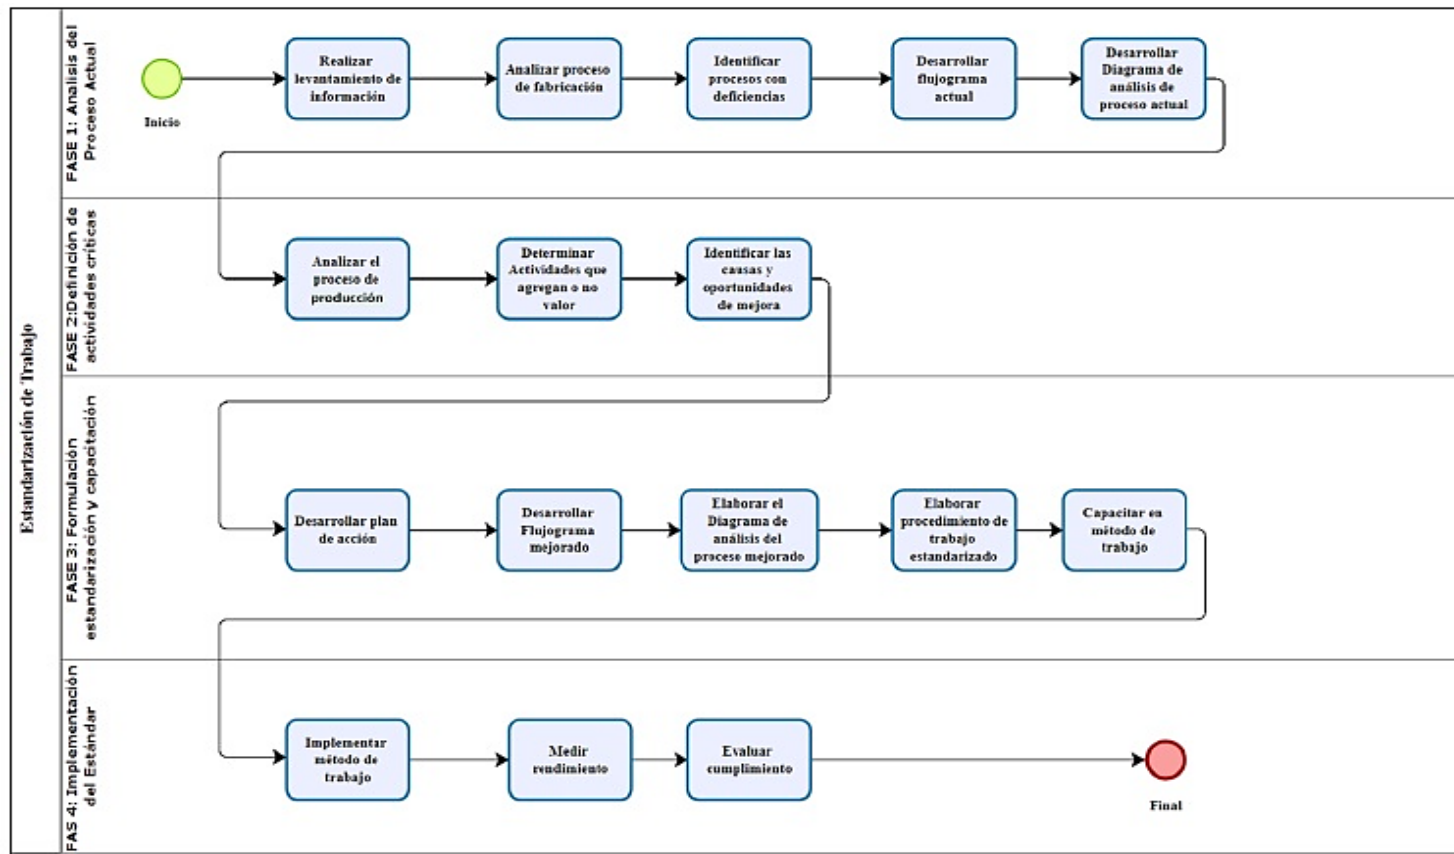 Estandarización de Trabajo
FASE 1: Analisis del
Proceso Actual
Inicio
Realizar
levantamiento de
información
Analizar proceso
de fabricación
Identificar
procesos con
deficiencias
Desarrollar
flujograma
actual
Desarrollar
Diagrama de
análisis de
proceso actual
FASE 2:Definición de
actividades críticas
Analizar el
proceso de
producción
Determinar
Actividades que
agregan o no
valor
Identificar las
causas y
oportunidades
de mejora
FASE 3: Formulación
estandarización y capacitación
Desarrollar plan
de acción
Desarrollar
Flujograma
mejorado
Elaborar el
Diagrama de
análisis del
proceso mejorado
Elaborar
procedimiento de
trabajo
estandarizado
Capacitar en
método de
trabajo
FAS 4: Implementación
del Estándar
Implementar
método de
trabajo
Medir
rendimiento
Evaluar
cumplimiento
Final